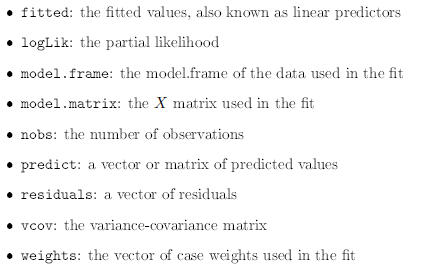 • fitted: the fitted values, also known as linear predictors
• logLik: the partial likelihood
• model.frame: the model.frame of the data used in the fit
• model.matrix: the X matrix used in the fit
• nobs: the number of observations
• predict: a vector or matrix of predicted values
• residuals: a vector of residuals
• vcov: the variance-covariance matrix
• weights: the vector of case weights used in the fit